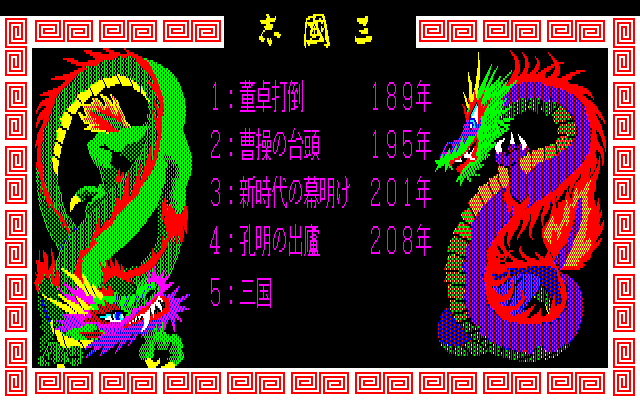 志國三
1:董卓打倒 189年
2:曹操の台頭 195年
3:新時代の幕明け 201年
4:孔明の出廬 208年
5:三国